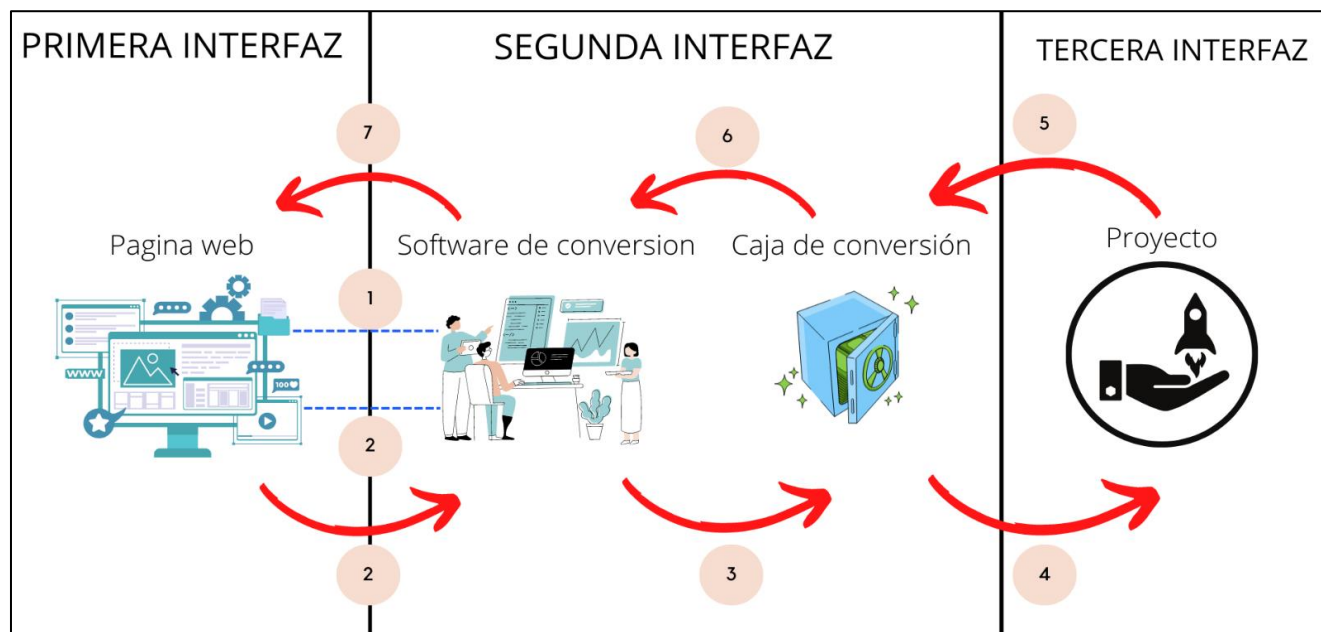 PRIMERA INTERFAZ
SEGUNDA INTERFAZ
TERCERA INTERFAZ
7
6
5
Pagina web
Software de conversion
Caja de conversión
Proyecto
1
WWW
100
2
2
3
4